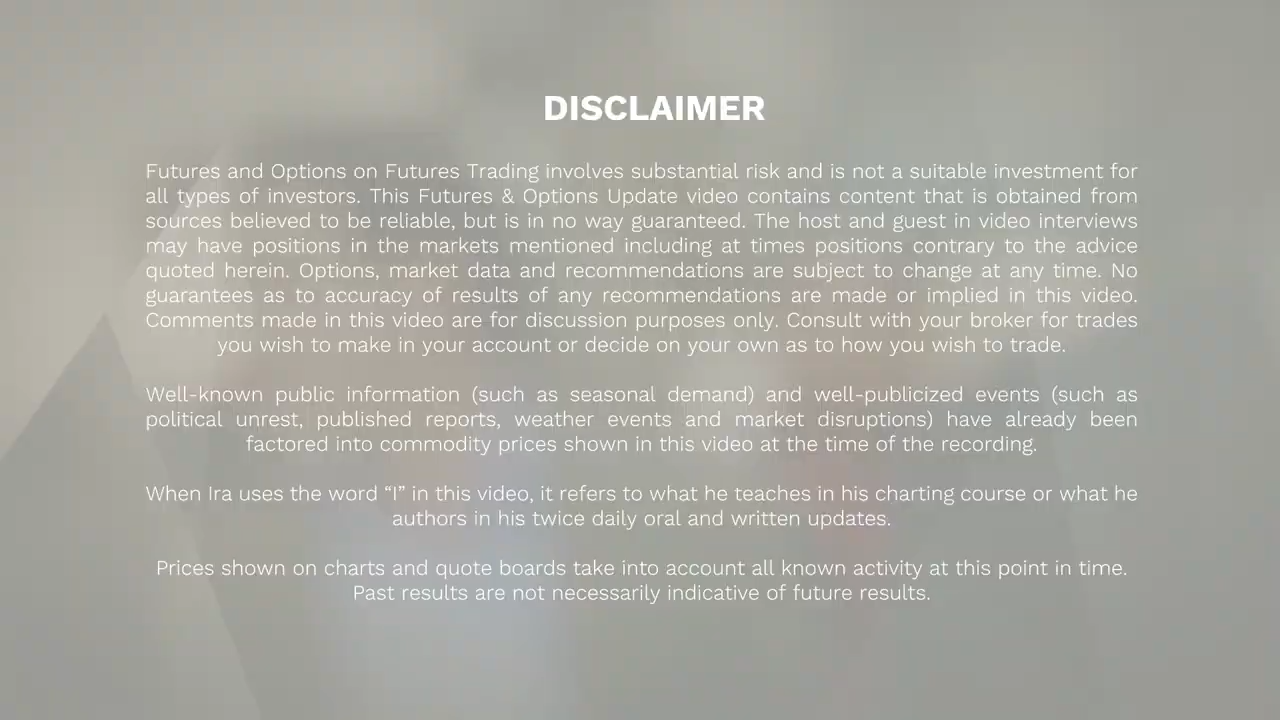 DISCLAIMER
Futures and Options on Futures Trading involves substantial risk and is not a suitable investment for
all types of investors. This Futures & Options Update video contains content that is obtained from
sources believed to be reliable, but is in no way guaranteed. The host and guest in video interviews
may have positions in the markets mentioned including at times positions contrary to the advice
quoted herein. Options, market data and recommendations are subject to change at any time. No
guarantees as to accuracy of results of any recommendations are made or implied in this video.
Comments made in this video are for discussion purposes only. Consult with your broker for trades
you wish to make in your account or decide on your own as to how you wish to trade.
Well-known public information (such as seasonal demand) and well-publicized events (such as
political unrest, published reports, weather events and market disruptions) have already been
factored into commodity prices shown in this video at the time of the recording.
When Ira uses the word “I” in this video, it refers to what he teaches in his charting course or what he
authors in his twice daily oral and written updates.
Prices shown on charts and quote boards take into account all known activity at this point in time.
Past results are not necessarily indicative of future results.